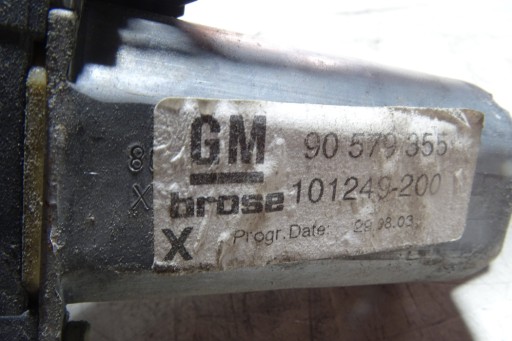 GM 90 579 355
brose 101249-200
X Progr. Date: 29.08.03